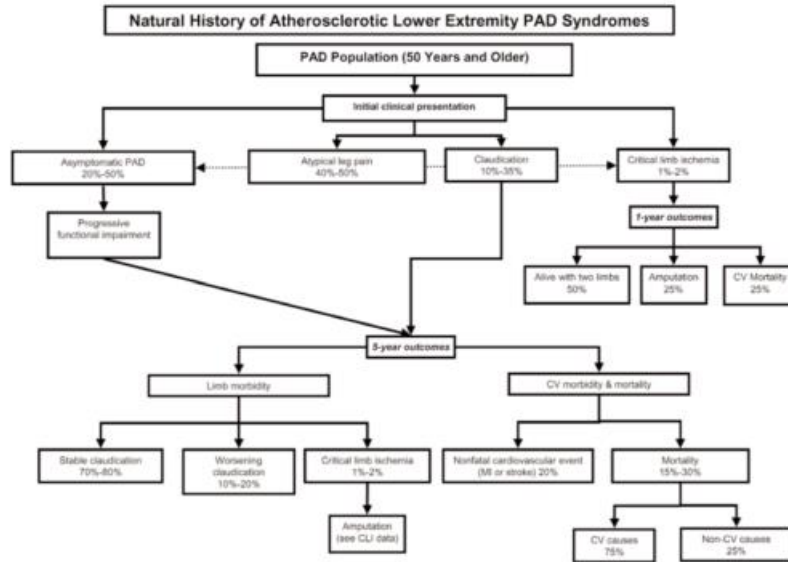 Natural History of Atherosclerotic Lower Extremity PAD Syndromes
PAD Population (50 Years and Older)
Initial clinical presentation
Asymptomatic PAD
20%-50%
Atypical leg pain
40%-50%
Claudication
10%-35%
Critical limb ischemia
1%-2%
Progressive
functional impairment
1-year outcomes
Alive with two limbs
50%
Amputation
25%
CV Mortality
25%
5-year outcomes
Limb morbidity
CV morbidity & mortality
Stable claudication
70%-80%
Worsening
claudication
10%-20%
Critical limb ischemia
1%-2%
Nonfatal cardiovascular event
(MI or stroke) 20%
Mortality
15%-30%
Amputation
(see CLI data)
CV causes
75%
Non-CV causes
25%